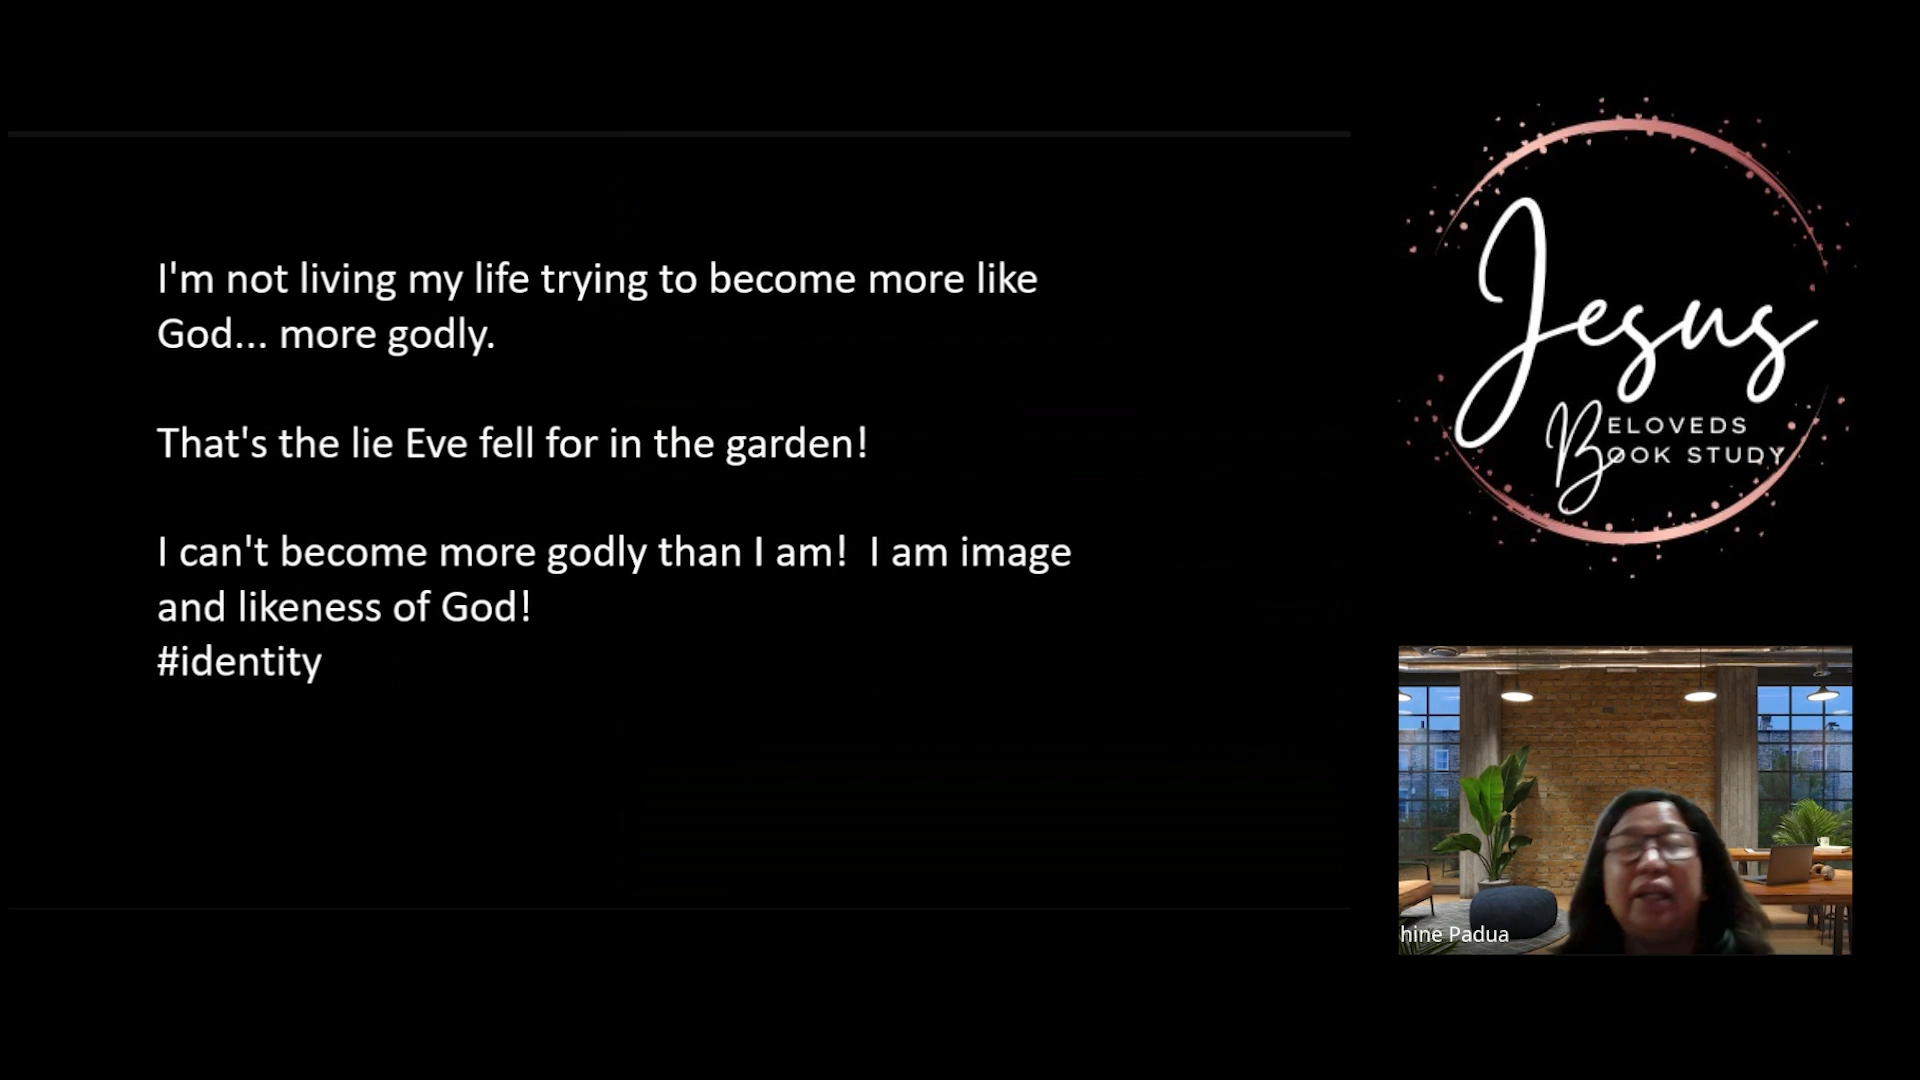 I'm not living my life trying to become more like
God... more godly.
That's the lie Eve fell for in the garden!
I can't become more godly than I am!  I am image
and likeness of God!
#identity
Jesus
BELOVEDS
BOOK STUDY
hine Padua